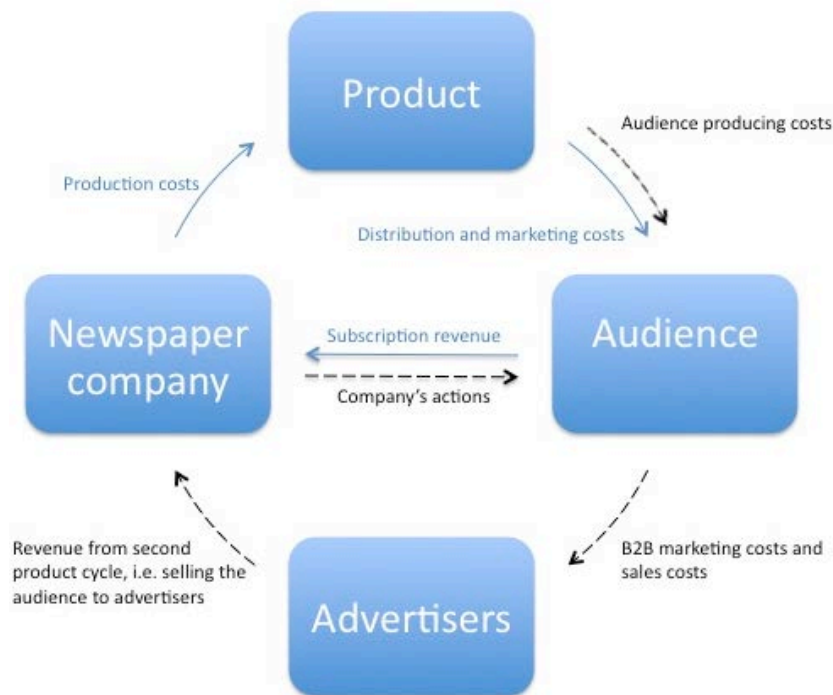 Product
Audience producing costs
Production costs
Distribution and marketing costs
Newspaper
company
Subscription revenue
Company's actions
Audience
Revenue from second
product cycle, i.e. selling the
audience to advertisers
B2B marketing costs and
sales costs
Advertisers